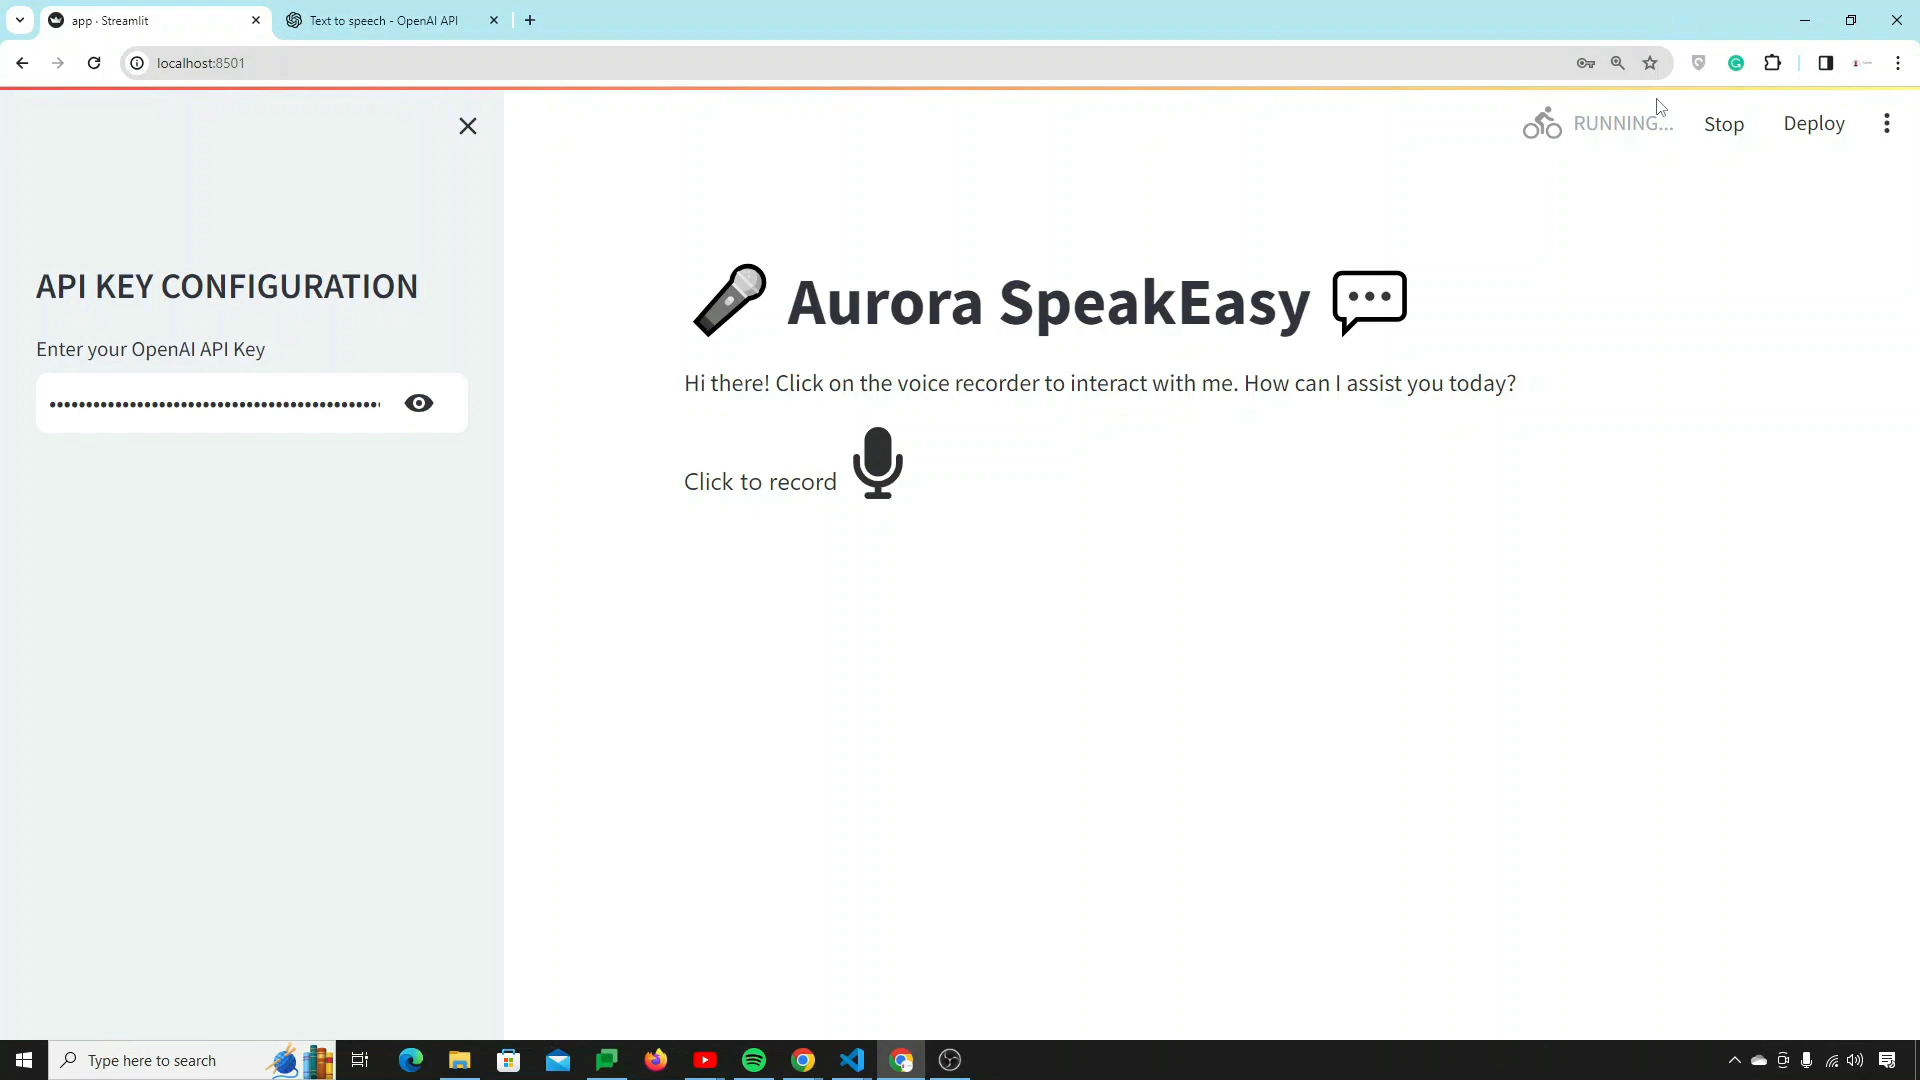 app · Streamlit
Text to speech - OpenAI API
localhost:8501
RUNNING...
Stop
Deploy
API KEY CONFIGURATION
Enter your OpenAI API Key
Aurora SpeakEasy
Hi there! Click on the voice recorder to interact with me. How can I assist you today?
Click to record
Type here to search